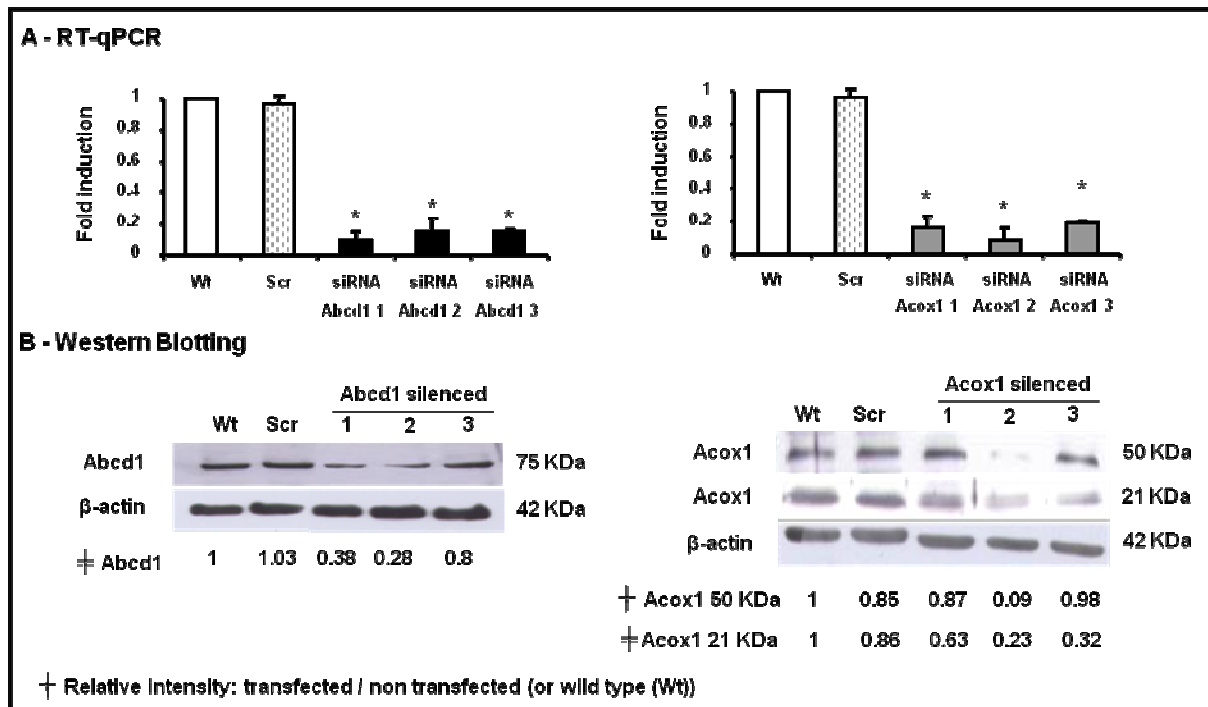 A - RT-qPCR
Fold induction
1
0.8
0.6
0.4
0.2
0
* * *
Wt Scr siRNA Abcd1 1 siRNA Abcd1 2 siRNA Abcd1 3
Fold induction
1
0.8
0.6
0.4
0.2
0
* * *
Wt Scr siRNA Acox1 1 siRNA Acox1 2 siRNA Acox1 3
B - Western Blotting
Abcd1 silenced
Wt Scr 1 2 3
Abcd1 75 KDa
β-actin 42 KDa
ǂ Abcd1 1 1.03 0.38 0.28 0.8
Acox1 silenced
Wt Scr 1 2 3
Acox1 50 KDa
Acox1 21 KDa
β-actin 42 KDa
ǂ Acox1 50 KDa 1 0.85 0.87 0.09 0.98
ǂ Acox1 21 KDa 1 0.86 0.63 0.23 0.32
ǂ Relative Intensity: transfected / non transfected (or wild type (Wt))